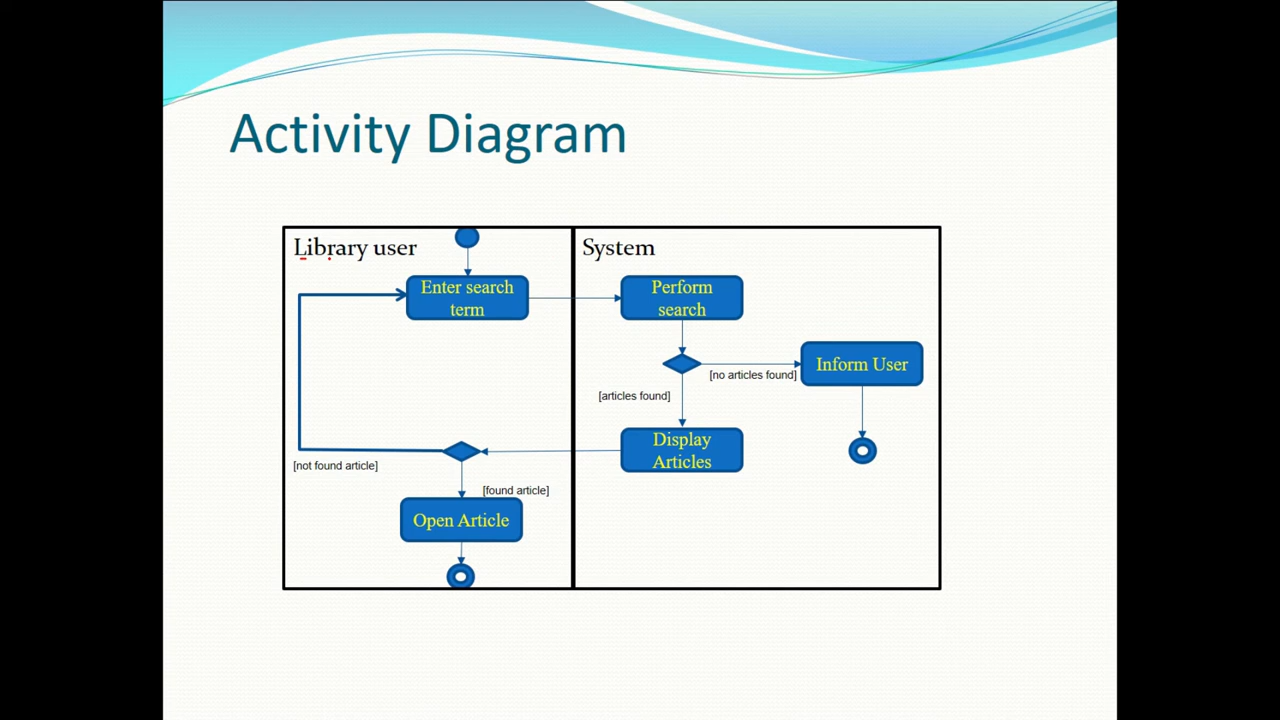 Activity Diagram
Library user
System
Enter search
term
Perform
search
Inform User
[no articles found]
[articles found]
Display
Articles
[not found article]
[found article]
Open Article